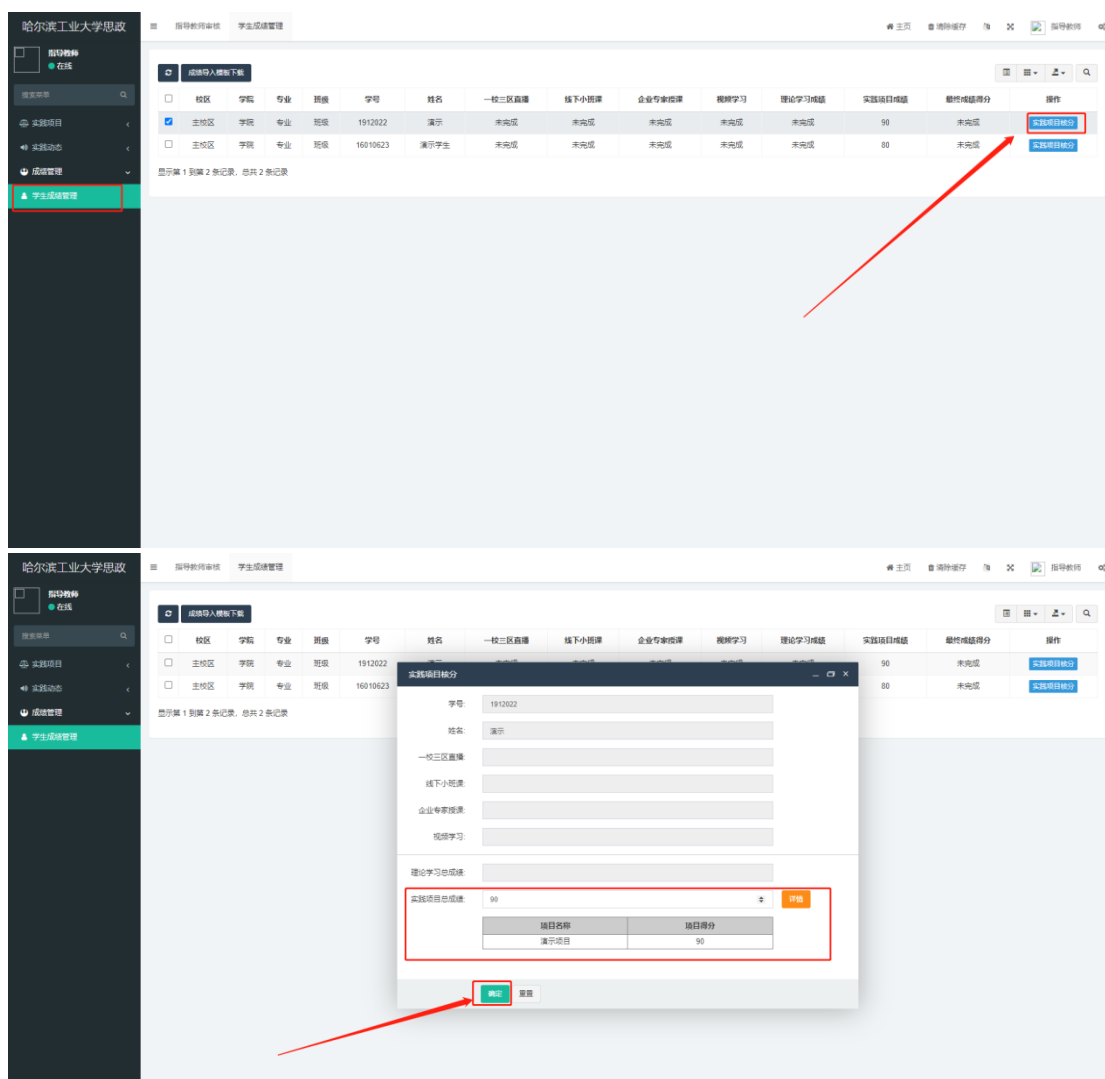 哈尔滨工业大学思政
指导教师审核 学生成绩管理 主页 清除缓存 指导教师
指导教师
在线
成绩导入模板下载
搜索菜单
校区 学院 专业 班级 学号 姓名 一校三区直播 线下小班课 企业专家授课 视频学习 理论学习成绩 实践项目成绩 最终成绩得分 操作
实践项目
主校区 学院 专业 班级 1912022 演示 未完成 未完成 未完成 未完成 未完成 90 未完成 实践项目核分
实践动态
主校区 学院 专业 班级 16010623 演示学生 未完成 未完成 未完成 未完成 未完成 80 未完成 实践项目核分
成绩管理
显示第 1 到第 2 条记录，总共 2 条记录
学生成绩管理
哈尔滨工业大学思政
指导教师审核 学生成绩管理 主页 清除缓存 指导教师
指导教师
在线
成绩导入模板下载
搜索菜单
校区 学院 专业 班级 学号 姓名 一校三区直播 线下小班课 企业专家授课 视频学习 理论学习成绩 实践项目成绩 最终成绩得分 操作
实践项目
主校区 学院 专业 班级 1912022 90 未完成 实践项目核分
实践动态
主校区 学院 专业 班级 16010623 80 未完成 实践项目核分
成绩管理
显示第 1 到第 2 条记录，总共 2 条记录
学生成绩管理
实践项目核分
学号: 1912022
姓名: 演示
一校三区直播:
线下小班课:
企业专家授课:
视频学习:
理论学习总成绩:
实践项目总成绩: 90 详情
项目名称 项目得分
演示项目 90
确定 重置